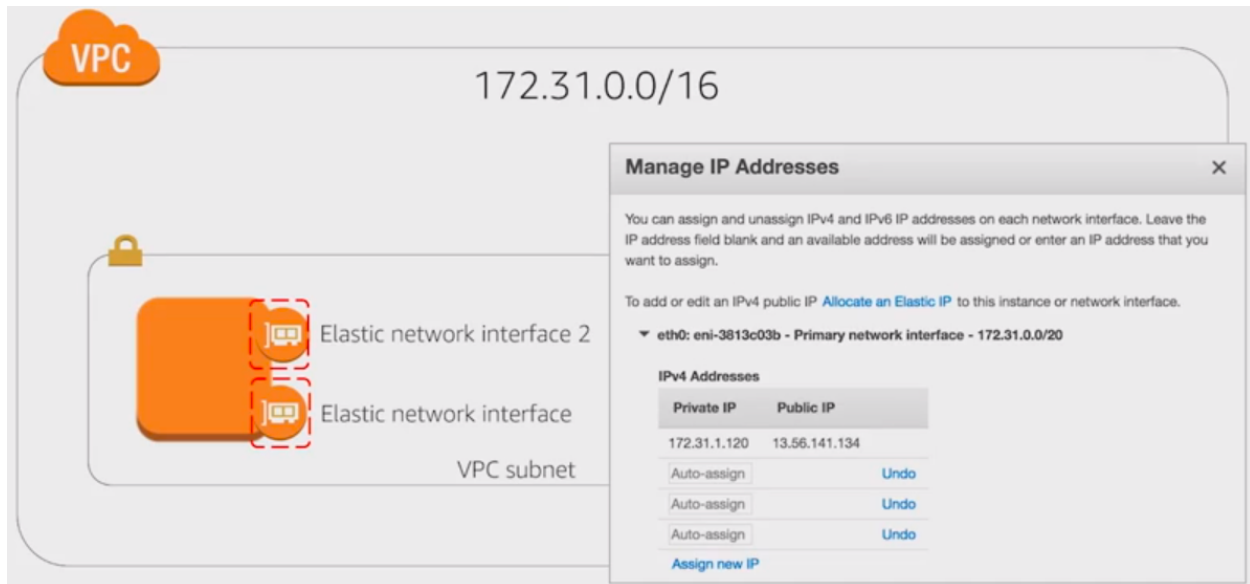 VPC
172.31.0.0/16
Elastic network interface 2
Elastic network interface
VPC subnet
Manage IP Addresses
×
You can assign and unassign IPv4 and IPv6 IP addresses on each network interface. Leave the
IP address field blank and an available address will be assigned or enter an IP address that you
want to assign.
To add or edit an IPv4 public IP Allocate an Elastic IP to this instance or network interface.
eth0: eni-3813c03b - Primary network interface - 172.31.0.0/20
IPv4 Addresses
Private IP Public IP
172.31.1.120 13.56.141.134
Auto-assign Undo
Auto-assign Undo
Auto-assign Undo
Assign new IP